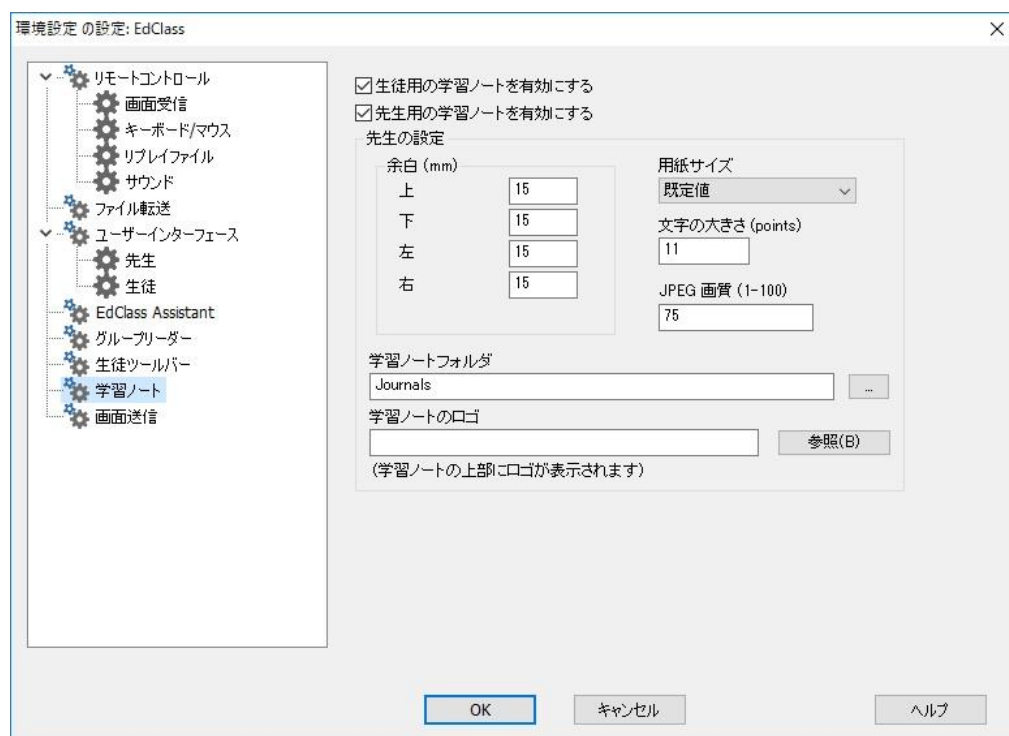 環境設定 の設定: EdClass
リモートコントロール
画面受信
キーボード/マウス
リプレイファイル
サウンド
ファイル転送
ユーザーインターフェース
先生
生徒
EdClass Assistant
グループリーダー
生徒ツールバー
学習ノート
画面送信
生徒用の学習ノートを有効にする
先生用の学習ノートを有効にする
先生の設定
余白 (mm)
上 15
下 15
左 15
右 15
用紙サイズ
既定値
文字の大きさ (points)
11
JPEG 画質 (1-100)
75
学習ノートフォルダ
Journals ...
学習ノートのロゴ
参照(B)
(学習ノートの上部にロゴが表示されます)
OK キャンセル ヘルプ